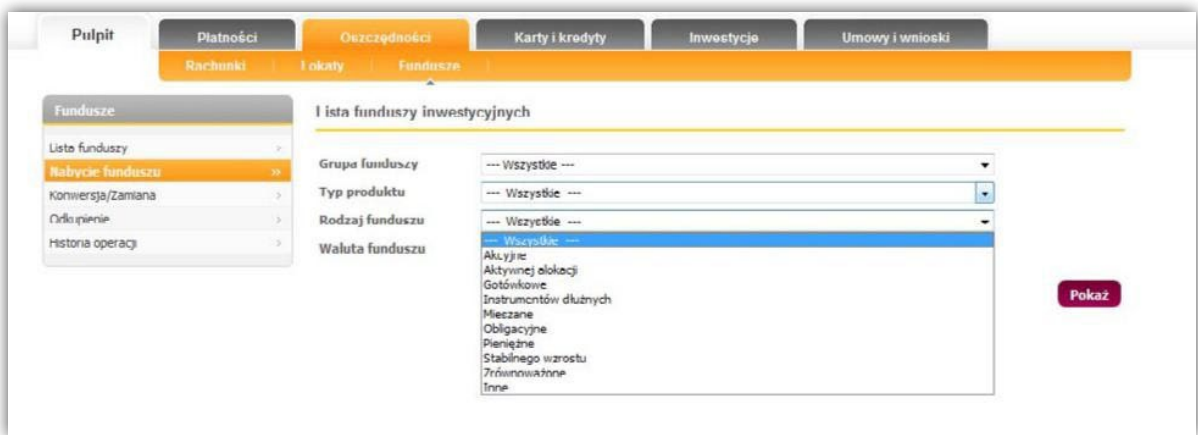 Pulpit Płatności Oszczędności Karty i kredyty Inwestycje Umowy i wnioski
Rachunki Lokaty Fundusze
Fundusze
Lista funduszy
Nabycie funduszu »
Konwersja/Zamiana >
Odkupienie >
Historia operacji >
Lista funduszy inwestycyjnych
Grupa funduszy --- Wszystkie ---
Typ produktu --- Wszystkie ---
Rodzaj funduszu --- Wszystkie ---
Waluta funduszu
--- Wszystkie ---
Akcyjne
Aktywnej alokacji
Gotówkowe
Instrumentów dłużnych
Mieszane
Obligacyjne
Pieniężne
Stabilnego wzrostu
Zrównoważone
Inne
Pokaż